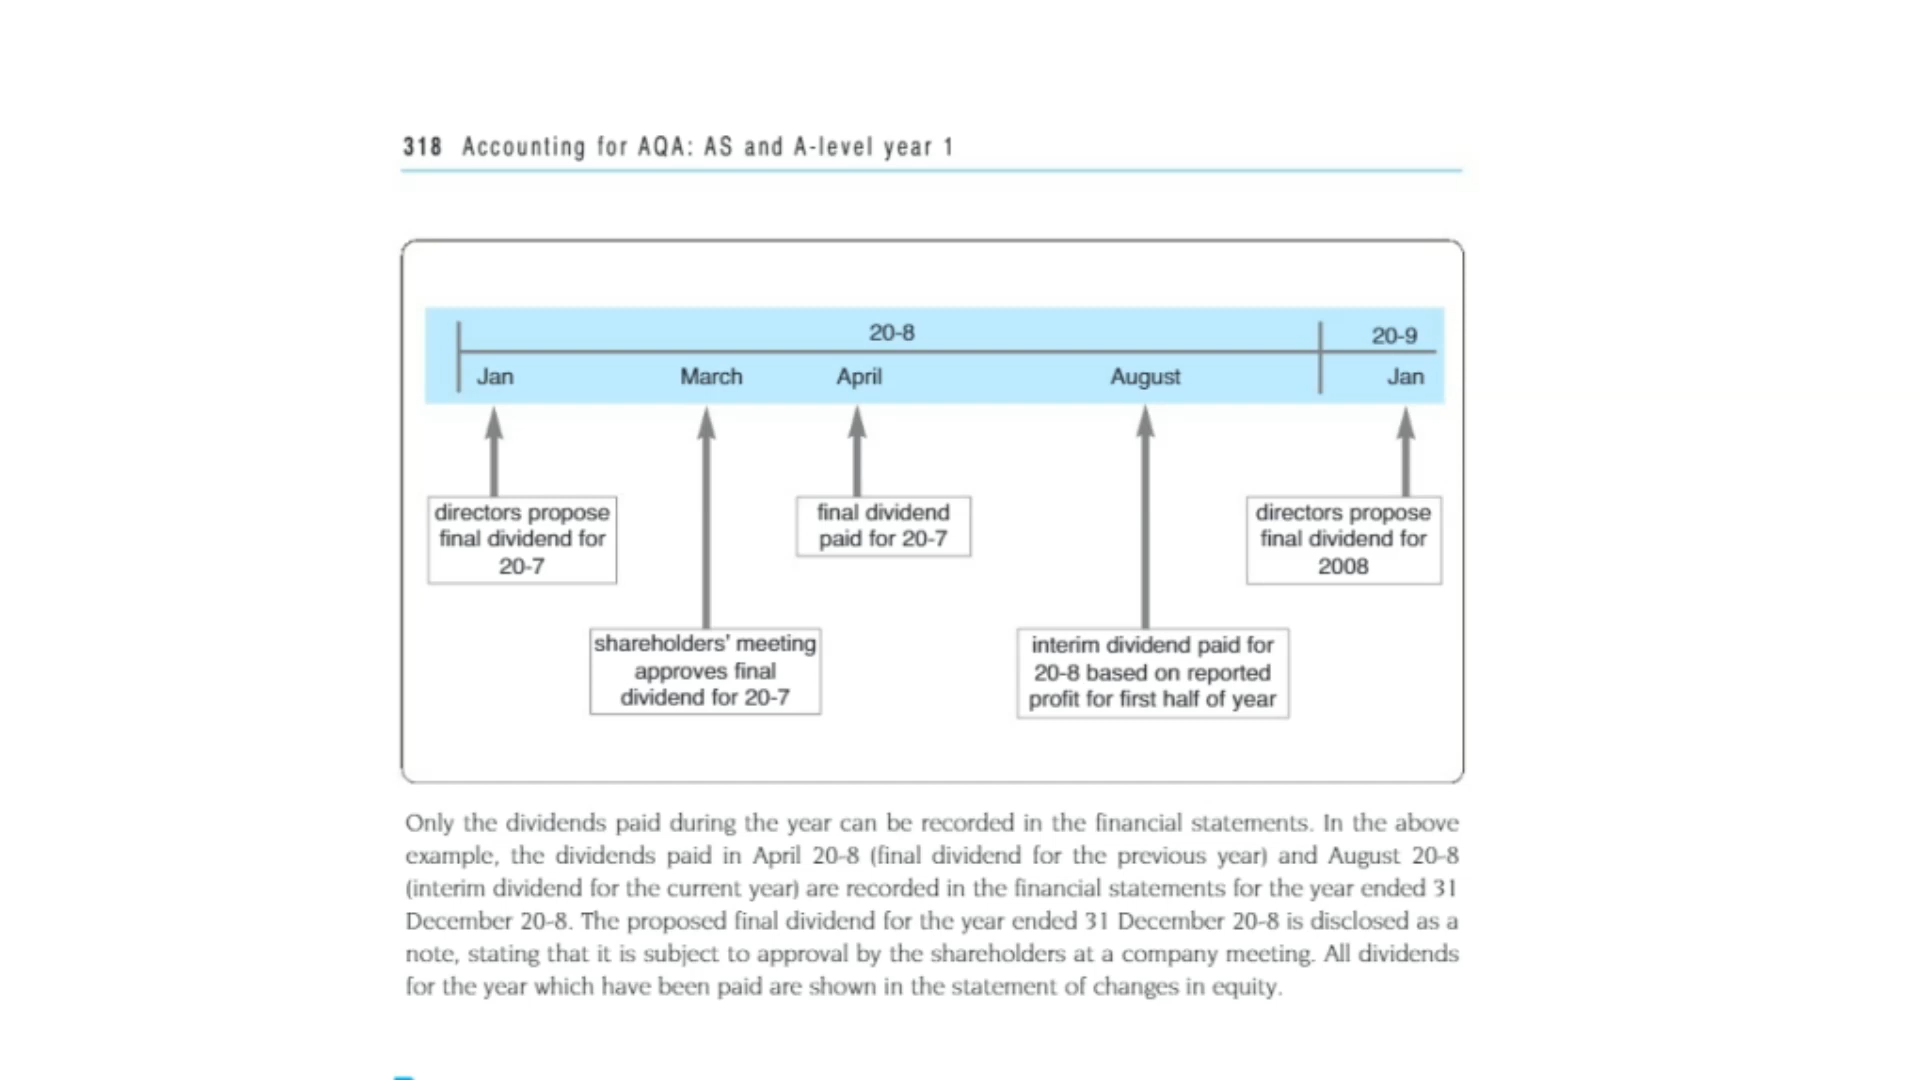 318 Accounting for AQA: AS and A-level year 1
20-8
20-9
Jan
March
April
August
Jan
directors propose
final dividend for
20-7
final dividend
paid for 20-7
directors propose
final dividend for
2008
shareholders' meeting
approves final
dividend for 20-7
interim dividend paid for
20-8 based on reported
profit for first half of year
Only the dividends paid during the year can be recorded in the financial statements. In the above
example, the dividends paid in April 20-8 (final dividend for the previous year) and August 20-8
(interim dividend for the current year) are recorded in the financial statements for the year ended 31
December 20-8. The proposed final dividend for the year ended 31 December 20-8 is disclosed as a
note, stating that it is subject to approval by the shareholders at a company meeting. All dividends
for the year which have been paid are shown in the statement of changes in equity.